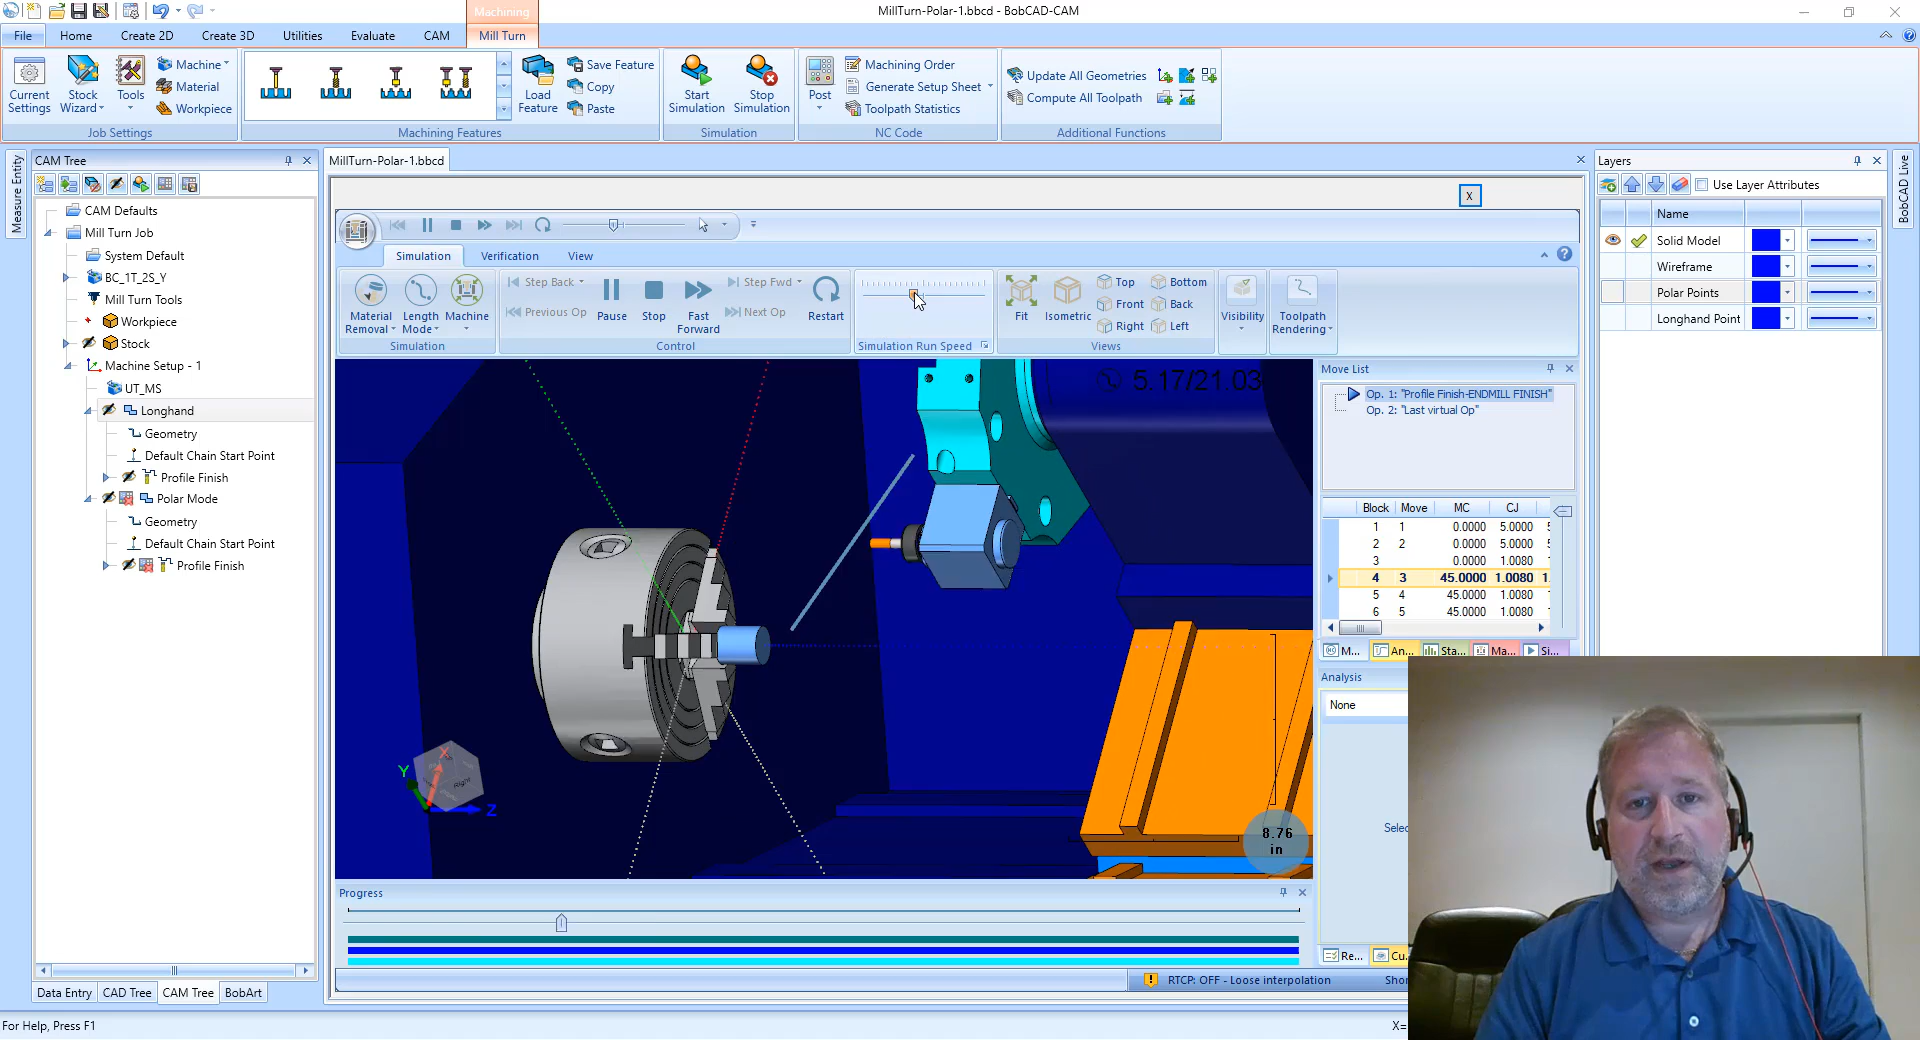 Machining
MillTurn-Polar-1.bbcd - BobCAD-CAM
File Home Create 2D Create 3D Utilities Evaluate CAM Mill Turn
Current Settings
Stock Wizard
Tools
Machine
Material
Workpiece
Job Settings
Load Feature
Save Feature
Copy
Paste
Machining Features
Start Simulation
Stop Simulation
Simulation
Post
Machining Order
Generate Setup Sheet
Toolpath Statistics
NC Code
Update All Geometries
Compute All Toolpath
Additional Functions
Measure Entity
CAM Tree
CAM Defaults
Mill Turn Job
System Default
BC_1T_2S_Y
Mill Turn Tools
Workpiece
Stock
Machine Setup - 1
UT_MS
Longhand
Geometry
Default Chain Start Point
Profile Finish
Polar Mode
Geometry
Default Chain Start Point
Profile Finish
Data Entry CAD Tree CAM Tree BobArt
For Help, Press F1
MillTurn-Polar-1.bbcd
X
Simulation Verification View
Material Removal
Length Mode
Machine
Simulation
Step Back
Previous Op
Pause
Stop
Fast Forward
Step Fwd
Next Op
Restart
Control
Simulation Run Speed
Fit
Isometric
Top
Front
Right
Bottom
Back
Left
Views
Visibility
Toolpath Rendering
5.17/21.03
Right
X
Y
Z
8.76
in
Progress
RTCP: OFF - Loose interpolation
Shor
X=
Move List
Op. 1: "Profile Finish-ENDMILL FINISH"
Op. 2: "Last virtual Op"
Block Move MC CJ
1 1 0.0000 5.0000
2 2 0.0000 5.0000
3 0.0000 1.0080
4 3 45.0000 1.0080
5 4 45.0000 1.0080
6 5 45.0000 1.0080
M... An... Sta... Ma... Si...
Analysis
None
Selec
Re... Cu.
Layers
Use Layer Attributes
Name
Solid Model
Wireframe
Polar Points
Longhand Point
BobCAD Live